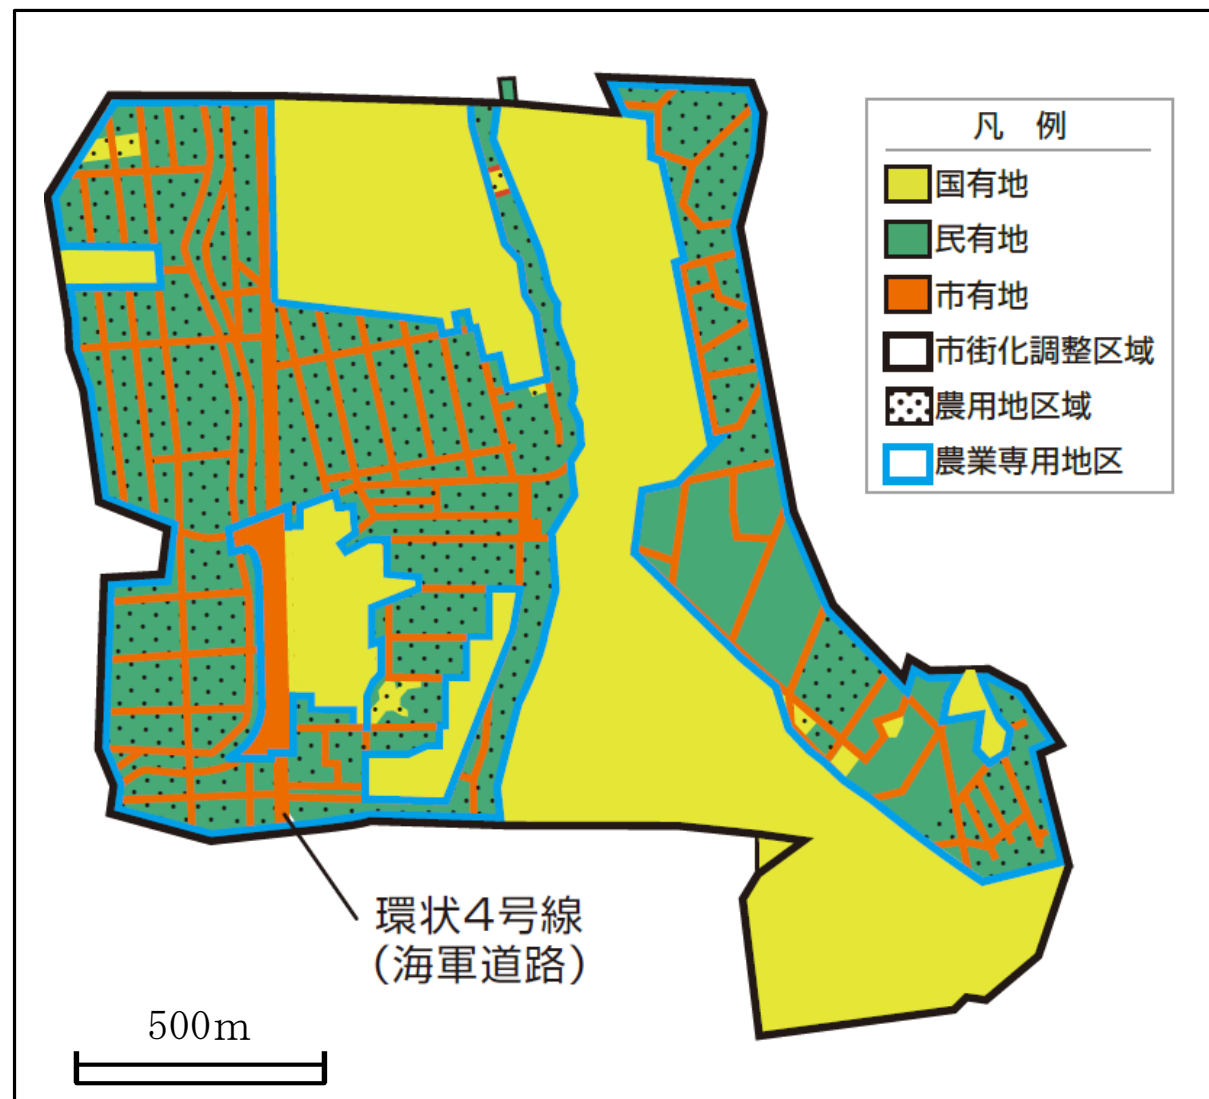 凡 例
国有地
民有地
市有地
市街化調整区域
農用地区域
農業専用地区
環状4号線
(海軍道路)
500m